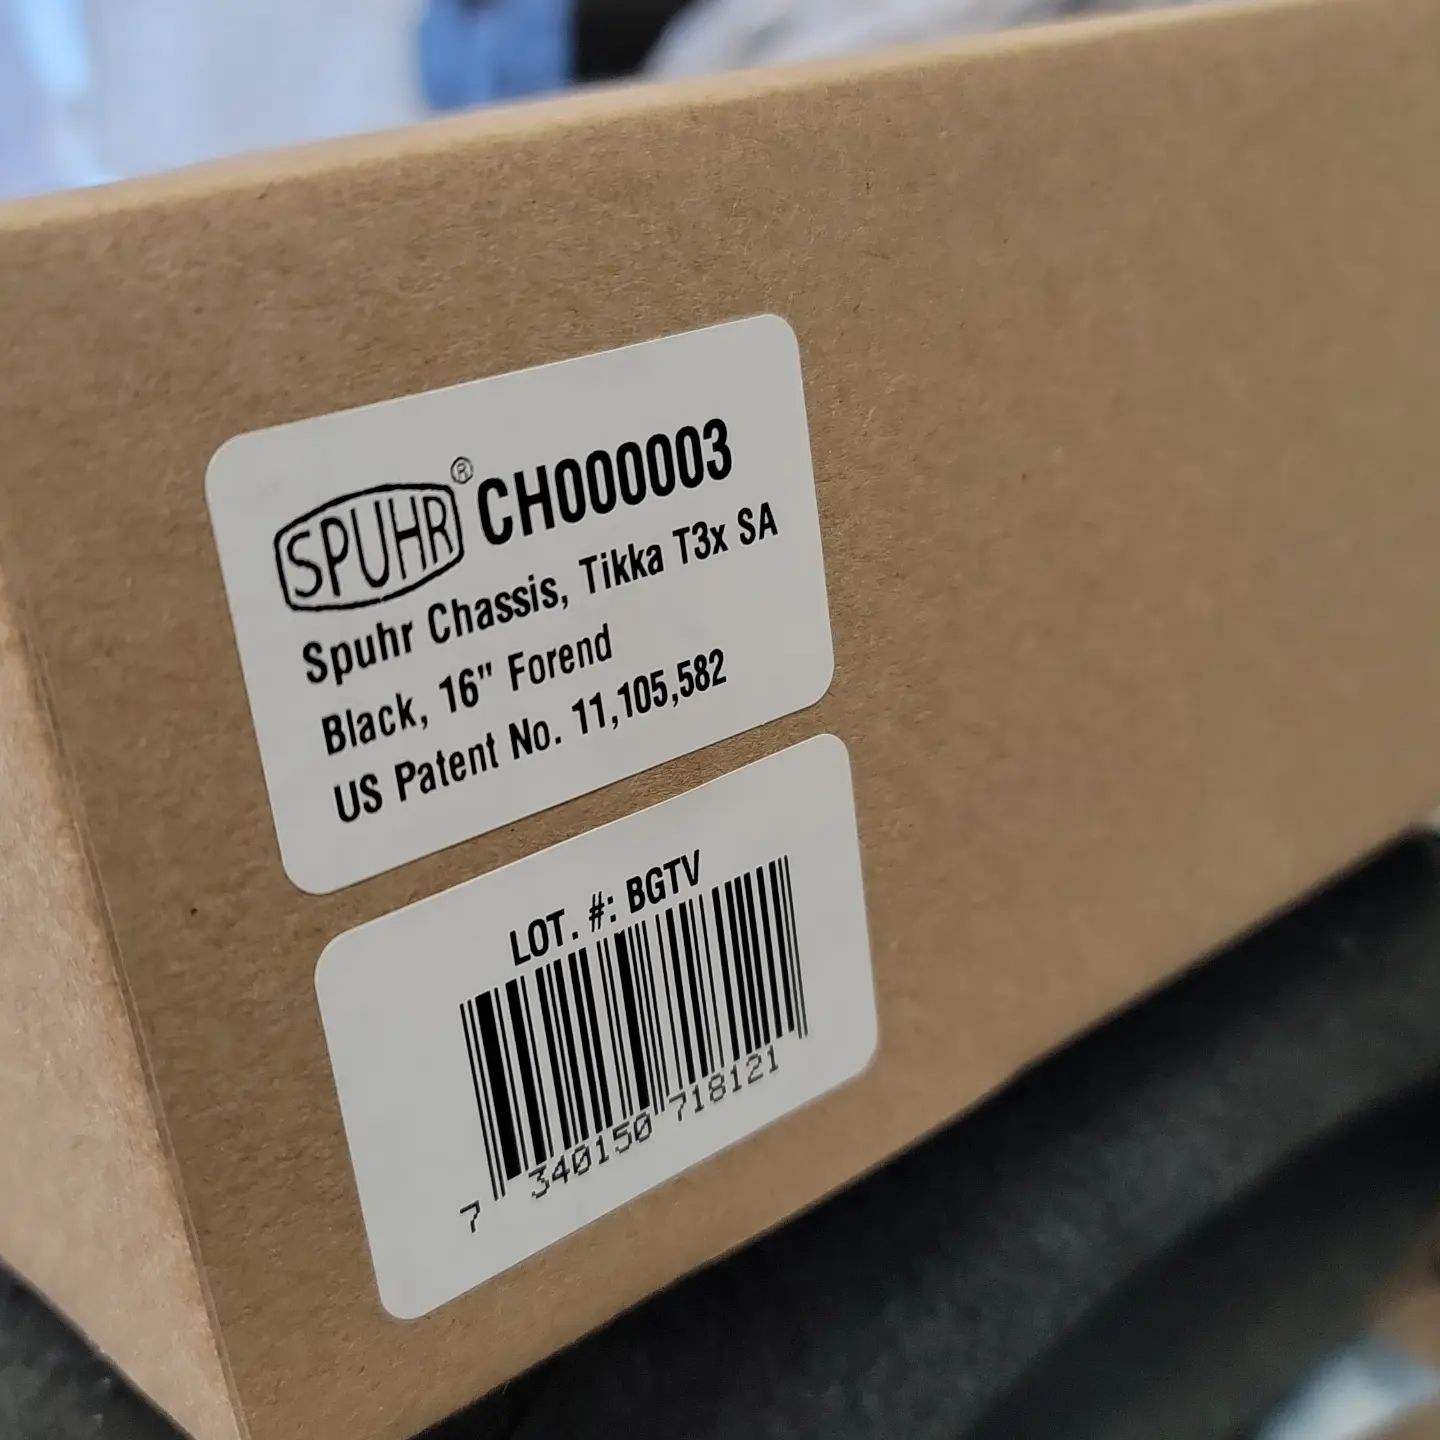 SPUHR® CH000003
Spuhr Chassis, Tikka T3x SA
Black, 16" Forend
US Patent No. 11,105,582
LOT. #: BGTV
7 340150 718121